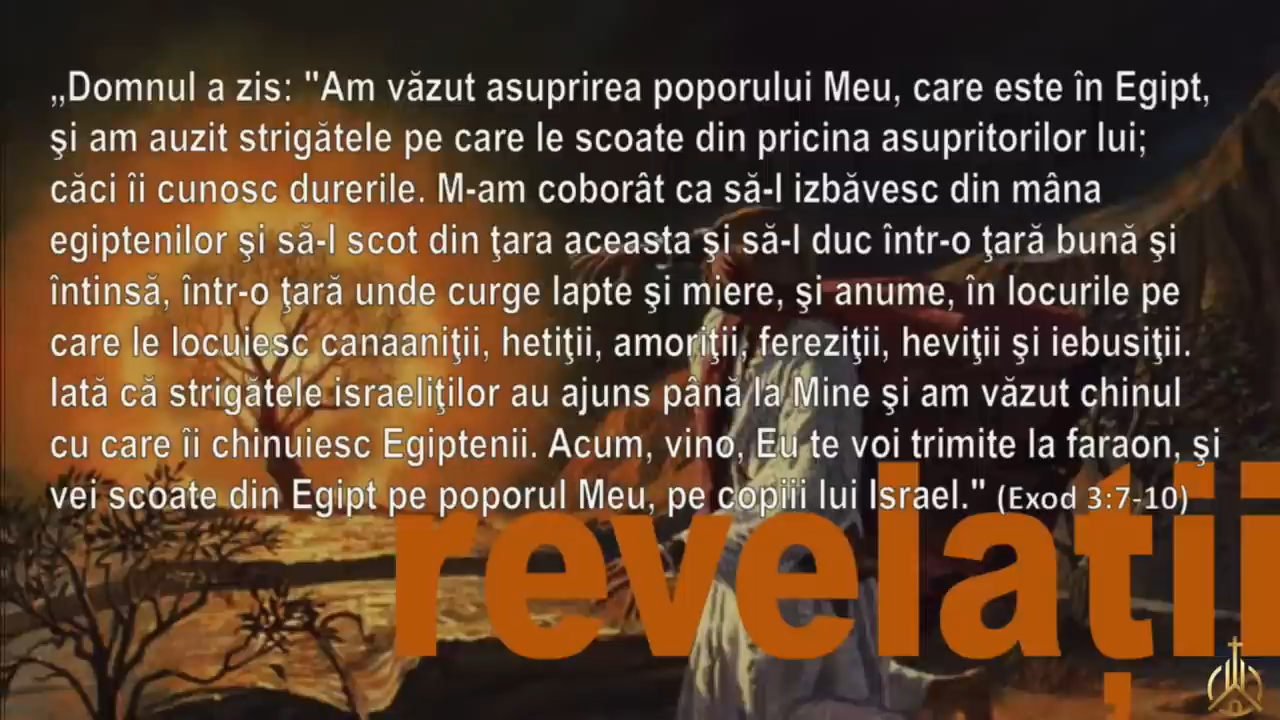 „Domnul a zis: "Am văzut asuprirea poporului Meu, care este în Egipt,
şi am auzit strigătele pe care le scoate din pricina asupritorilor lui;
căci îi cunosc durerile. M-am coborât ca să-l izbăvesc din mâna
egiptenilor şi să-l scot din ţara aceasta şi să-l duc într-o ţară bună şi
întinsă, într-o ţară unde curge lapte şi miere, şi anume, în locurile pe
care le locuiesc canaaniţii, hetiţii, amoriţii, fereziţii, heviţii şi iebusiţii.
Iată că strigătele israeliţilor au ajuns până la Mine şi am văzut chinul
cu care îi chinuiesc Egiptenii. Acum, vino, Eu te voi trimite la faraon, şi
vei scoate din Egipt pe poporul Meu, pe copiii lui Israel." (Exod 3:7-10)
revelații